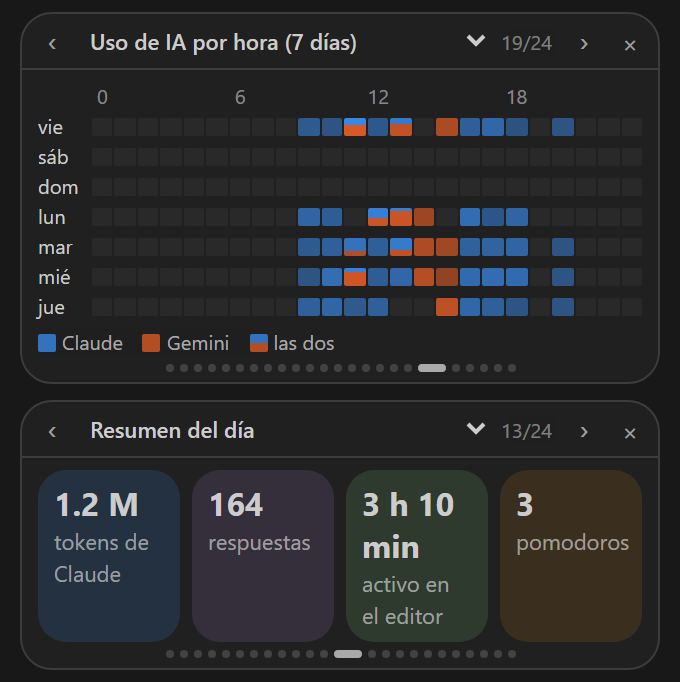 ‹ Uso de IA por hora (7 días) 19/24 › ×
0 6 12 18
vie
sáb
dom
lun
mar
mié
jue
Claude Gemini las dos
‹ Resumen del día 13/24 › ×
1.2 M
tokens de
Claude
164
respuestas
3 h 10
min
activo en
el editor
3
pomodoros